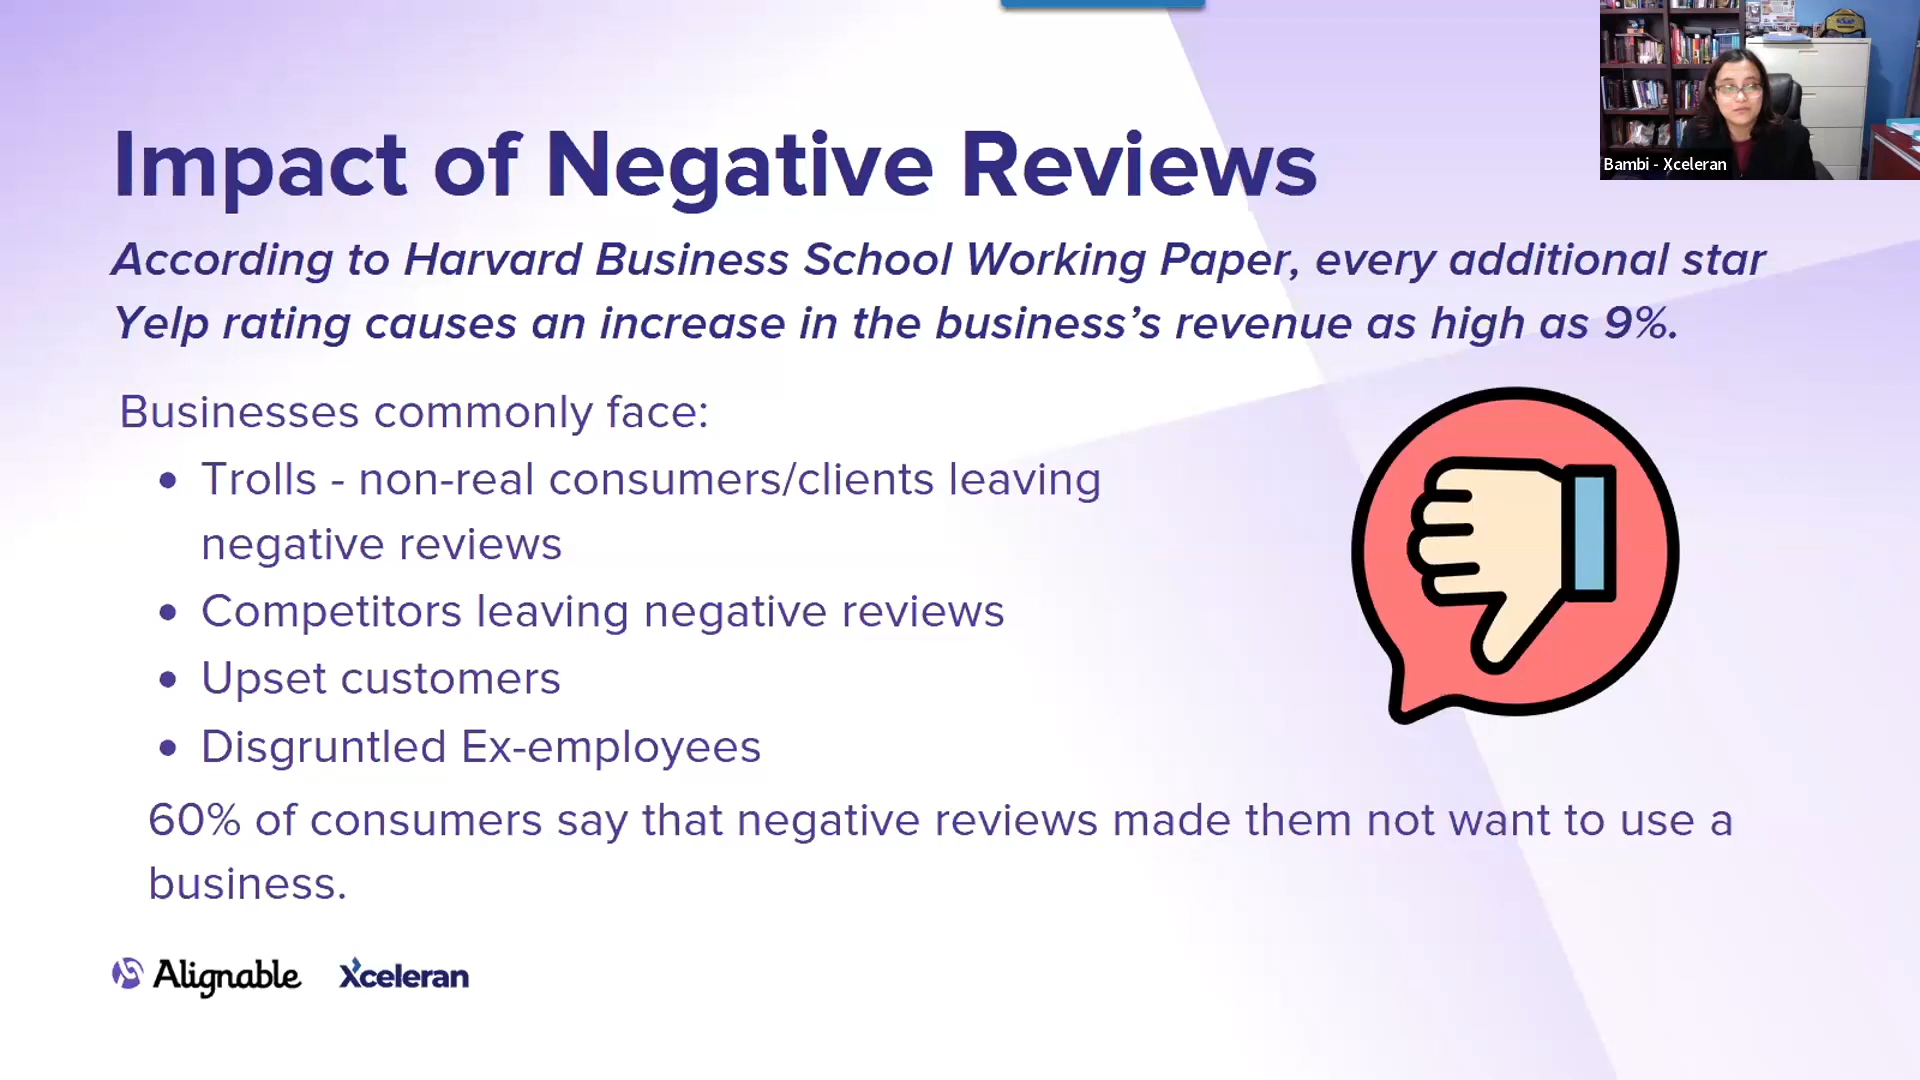 Impact of Negative Reviews
According to Harvard Business School Working Paper, every additional star
Yelp rating causes an increase in the business’s revenue as high as 9%.
Businesses commonly face:
• Trolls - non-real consumers/clients leaving
negative reviews
• Competitors leaving negative reviews
• Upset customers
• Disgruntled Ex-employees
60% of consumers say that negative reviews made them not want to use a
business.
Alignable Xceleran
Bambi - Xceleran